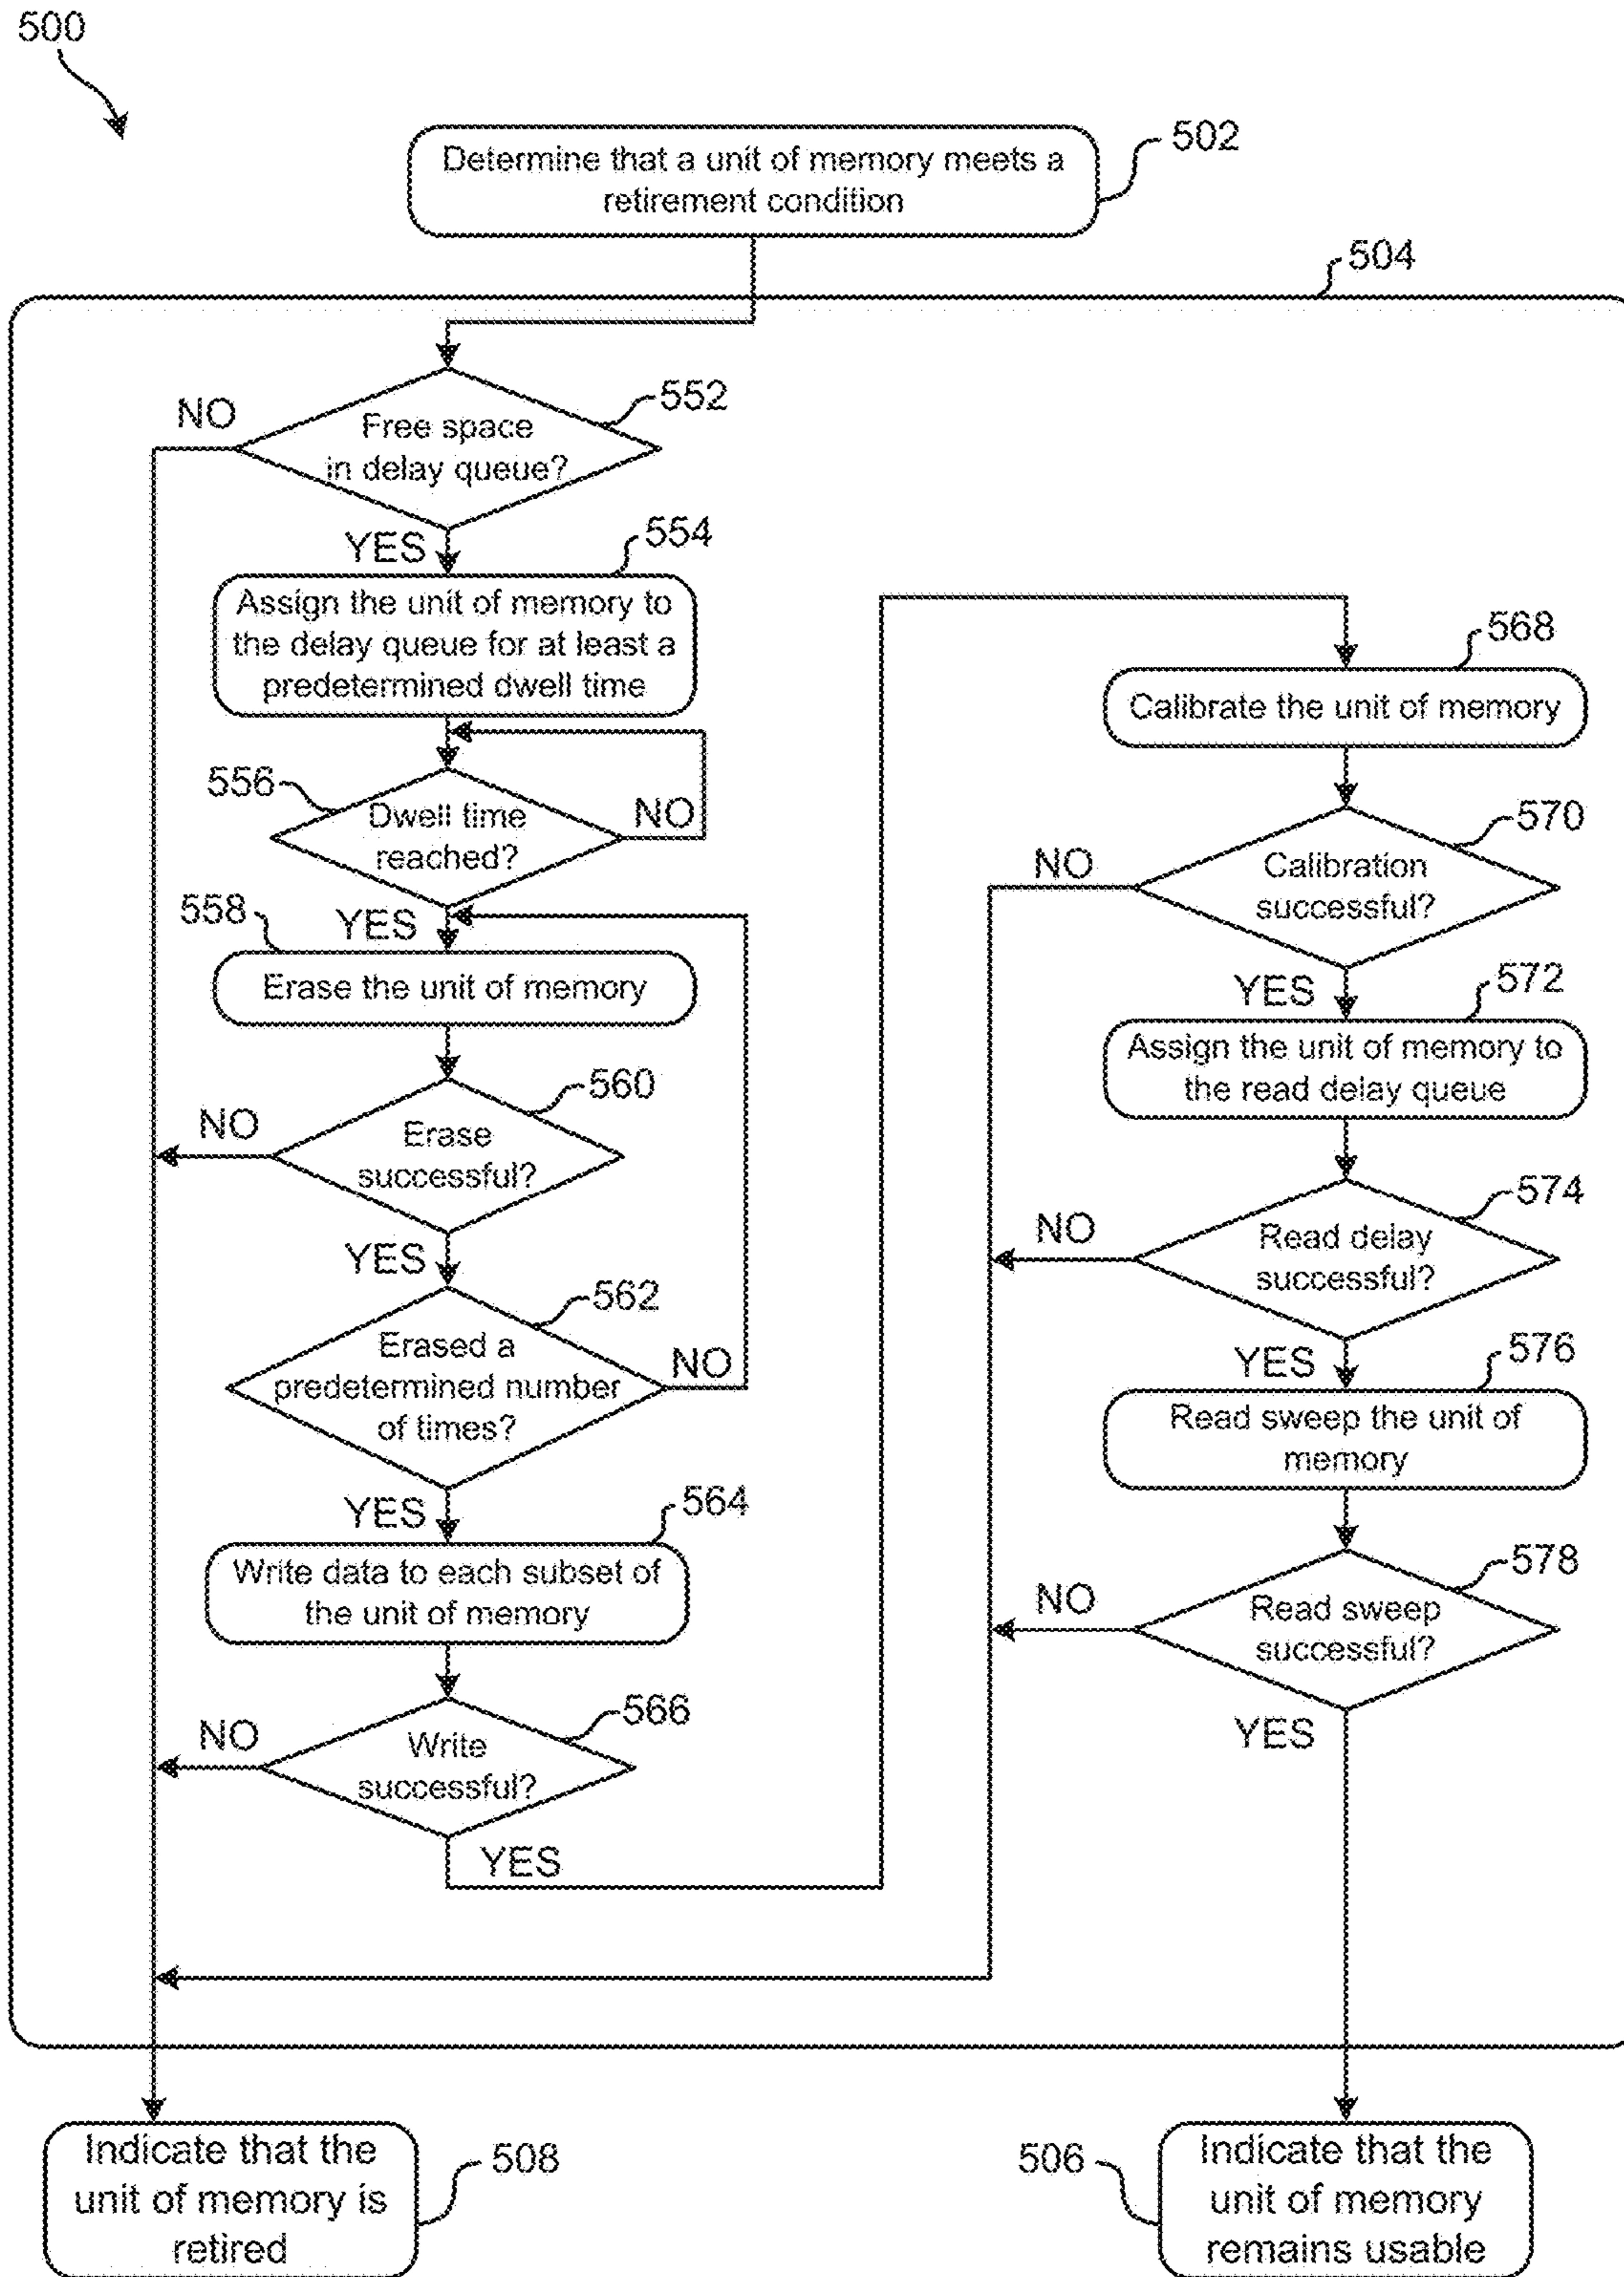 500
Determine that a unit of memory meets a
retirement condition
502
504
NO
Free space
in delay queue?
552
YES
554
Assign the unit of memory to
the delay queue for at least a
predetermined dwell time
556
Dwell time
reached?
NO
YES
558
Erase the unit of memory
NO
Erase
successful?
560
YES
562
Erased a
predetermined number
of times?
NO
YES
564
Write data to each subset of
the unit of memory
NO
Write
successful?
566
YES
568
Calibrate the unit of memory
570
NO
Calibration
successful?
YES
572
Assign the unit of memory to
the read delay queue
574
NO
Read delay
successful?
YES
576
Read sweep the unit of
memory
578
NO
Read sweep
successful?
YES
Indicate that the
unit of memory is
retired
508
506
Indicate that the
unit of memory
remains usable